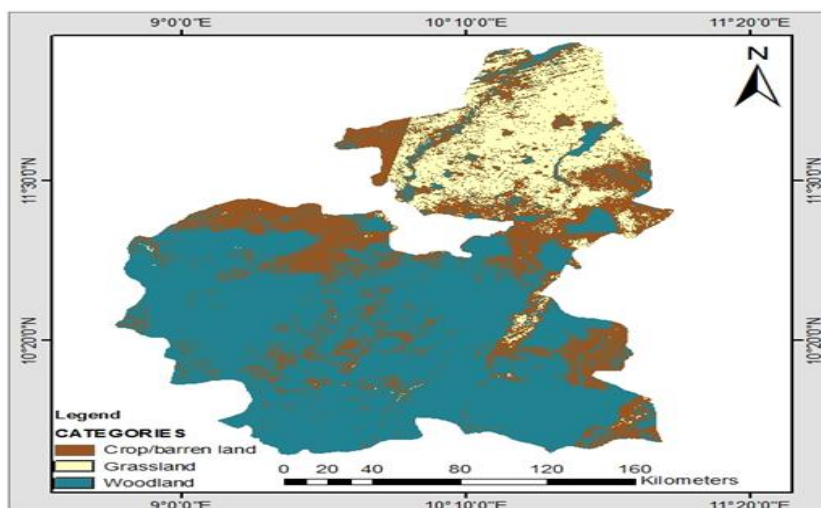 9°0'0"E 10°10'0"E 11°20'0"E
N
11°30'0"N 11°30'0"N
10°20'0"N 10°20'0"N
Legend
CATEGORIES
Crop/barren land
Grassland
Woodland
0 20 40 80 120 160
Kilometers
9°0'0"E 10°10'0"E 11°20'0"E